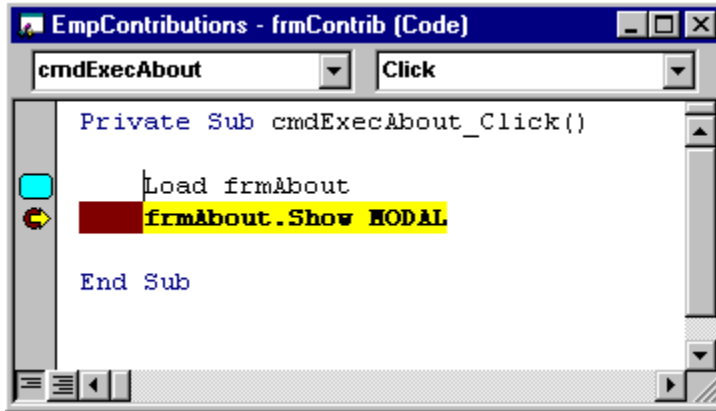 EmpContributions - frmContrib (Code)
cmdExecAbout Click
Private Sub cmdExecAbout_Click()
Load frmAbout
frmAbout.Show MODAL
End Sub